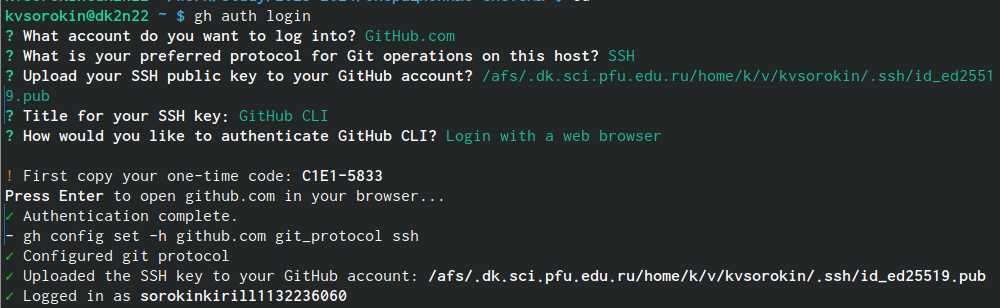 kvsorokin@dk2n22 ~ $ gh auth login
? What account do you want to log into? GitHub.com
? What is your preferred protocol for Git operations on this host? SSH
? Upload your SSH public key to your GitHub account? /afs/.dk.sci.pfu.edu.ru/home/k/v/kvsorokin/.ssh/id_ed2551
9.pub
? Title for your SSH key: GitHub CLI
? How would you like to authenticate GitHub CLI? Login with a web browser
! First copy your one-time code: C1E1-5833
Press Enter to open github.com in your browser...
✓ Authentication complete.
- gh config set -h github.com git_protocol ssh
✓ Configured git protocol
✓ Uploaded the SSH key to your GitHub account: /afs/.dk.sci.pfu.edu.ru/home/k/v/kvsorokin/.ssh/id_ed25519.pub
✓ Logged in as sorokinkirill1132236060